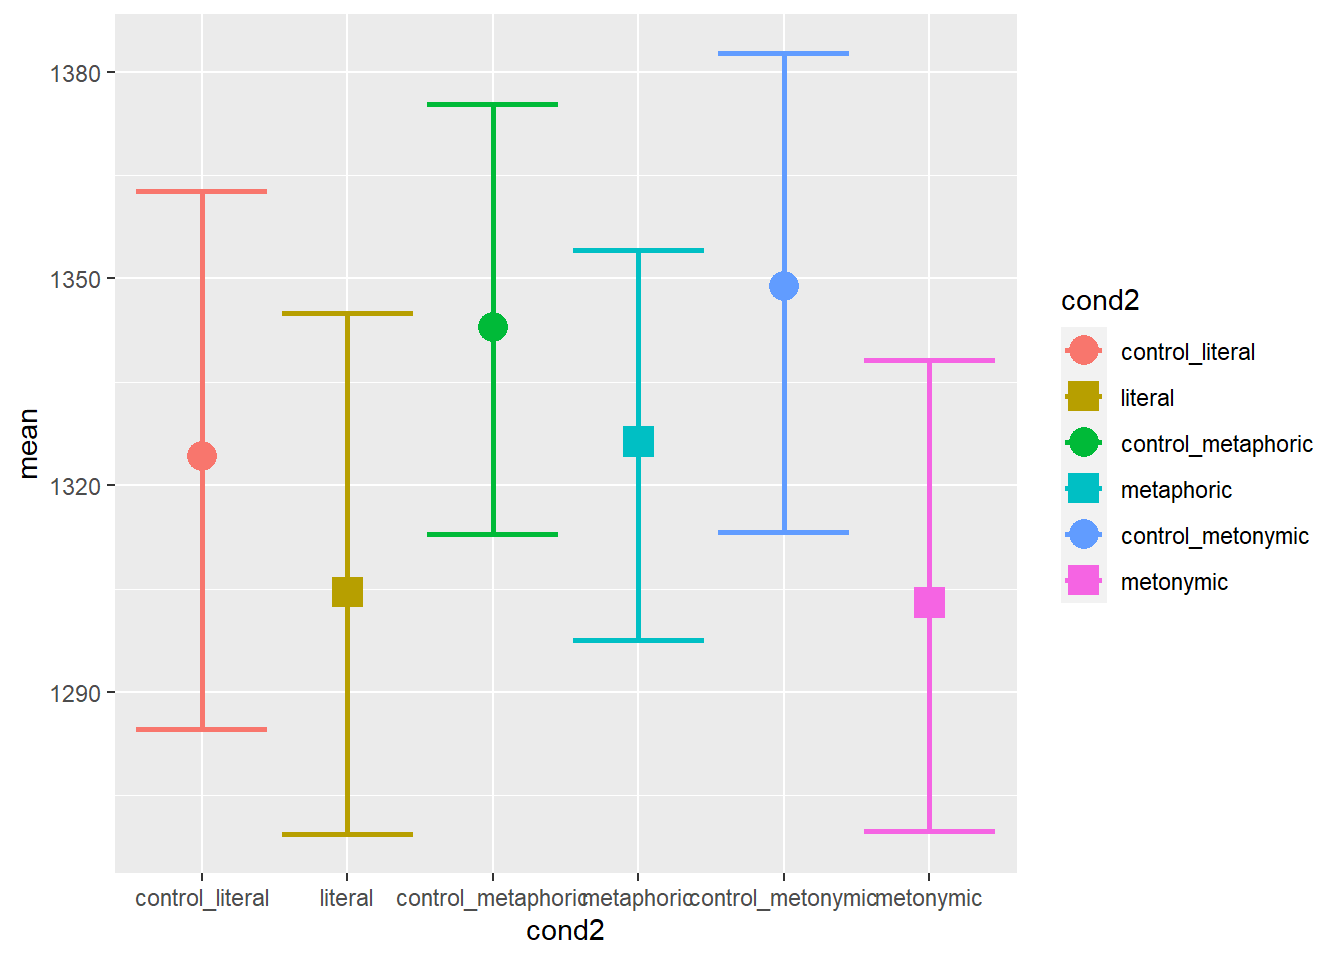 1380
1350
1320
1290
mean
control_literal literal control_metaphoric metaphoric control_metonymic metonymic
cond2
cond2
control_literal
literal
control_metaphoric
metaphoric
control_metonymic
metonymic